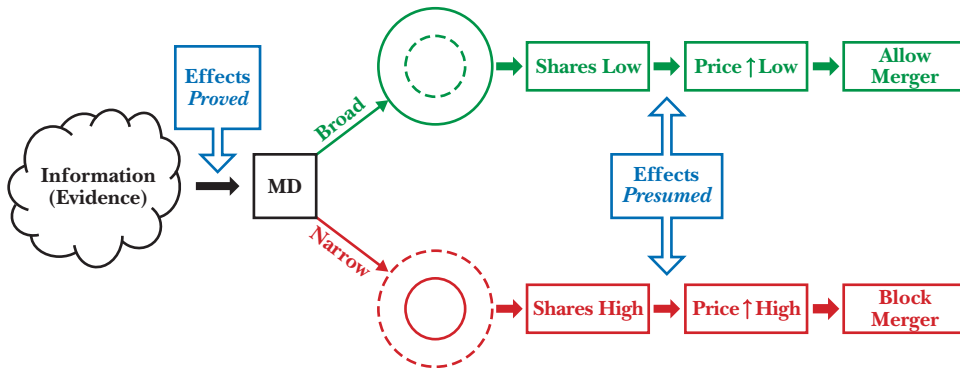 Effects
Proved
Information
(Evidence)
MD
Broad
Shares Low
Price ↑ Low
Allow
Merger
Effects
Presumed
Narrow
Shares High
Price ↑ High
Block
Merger